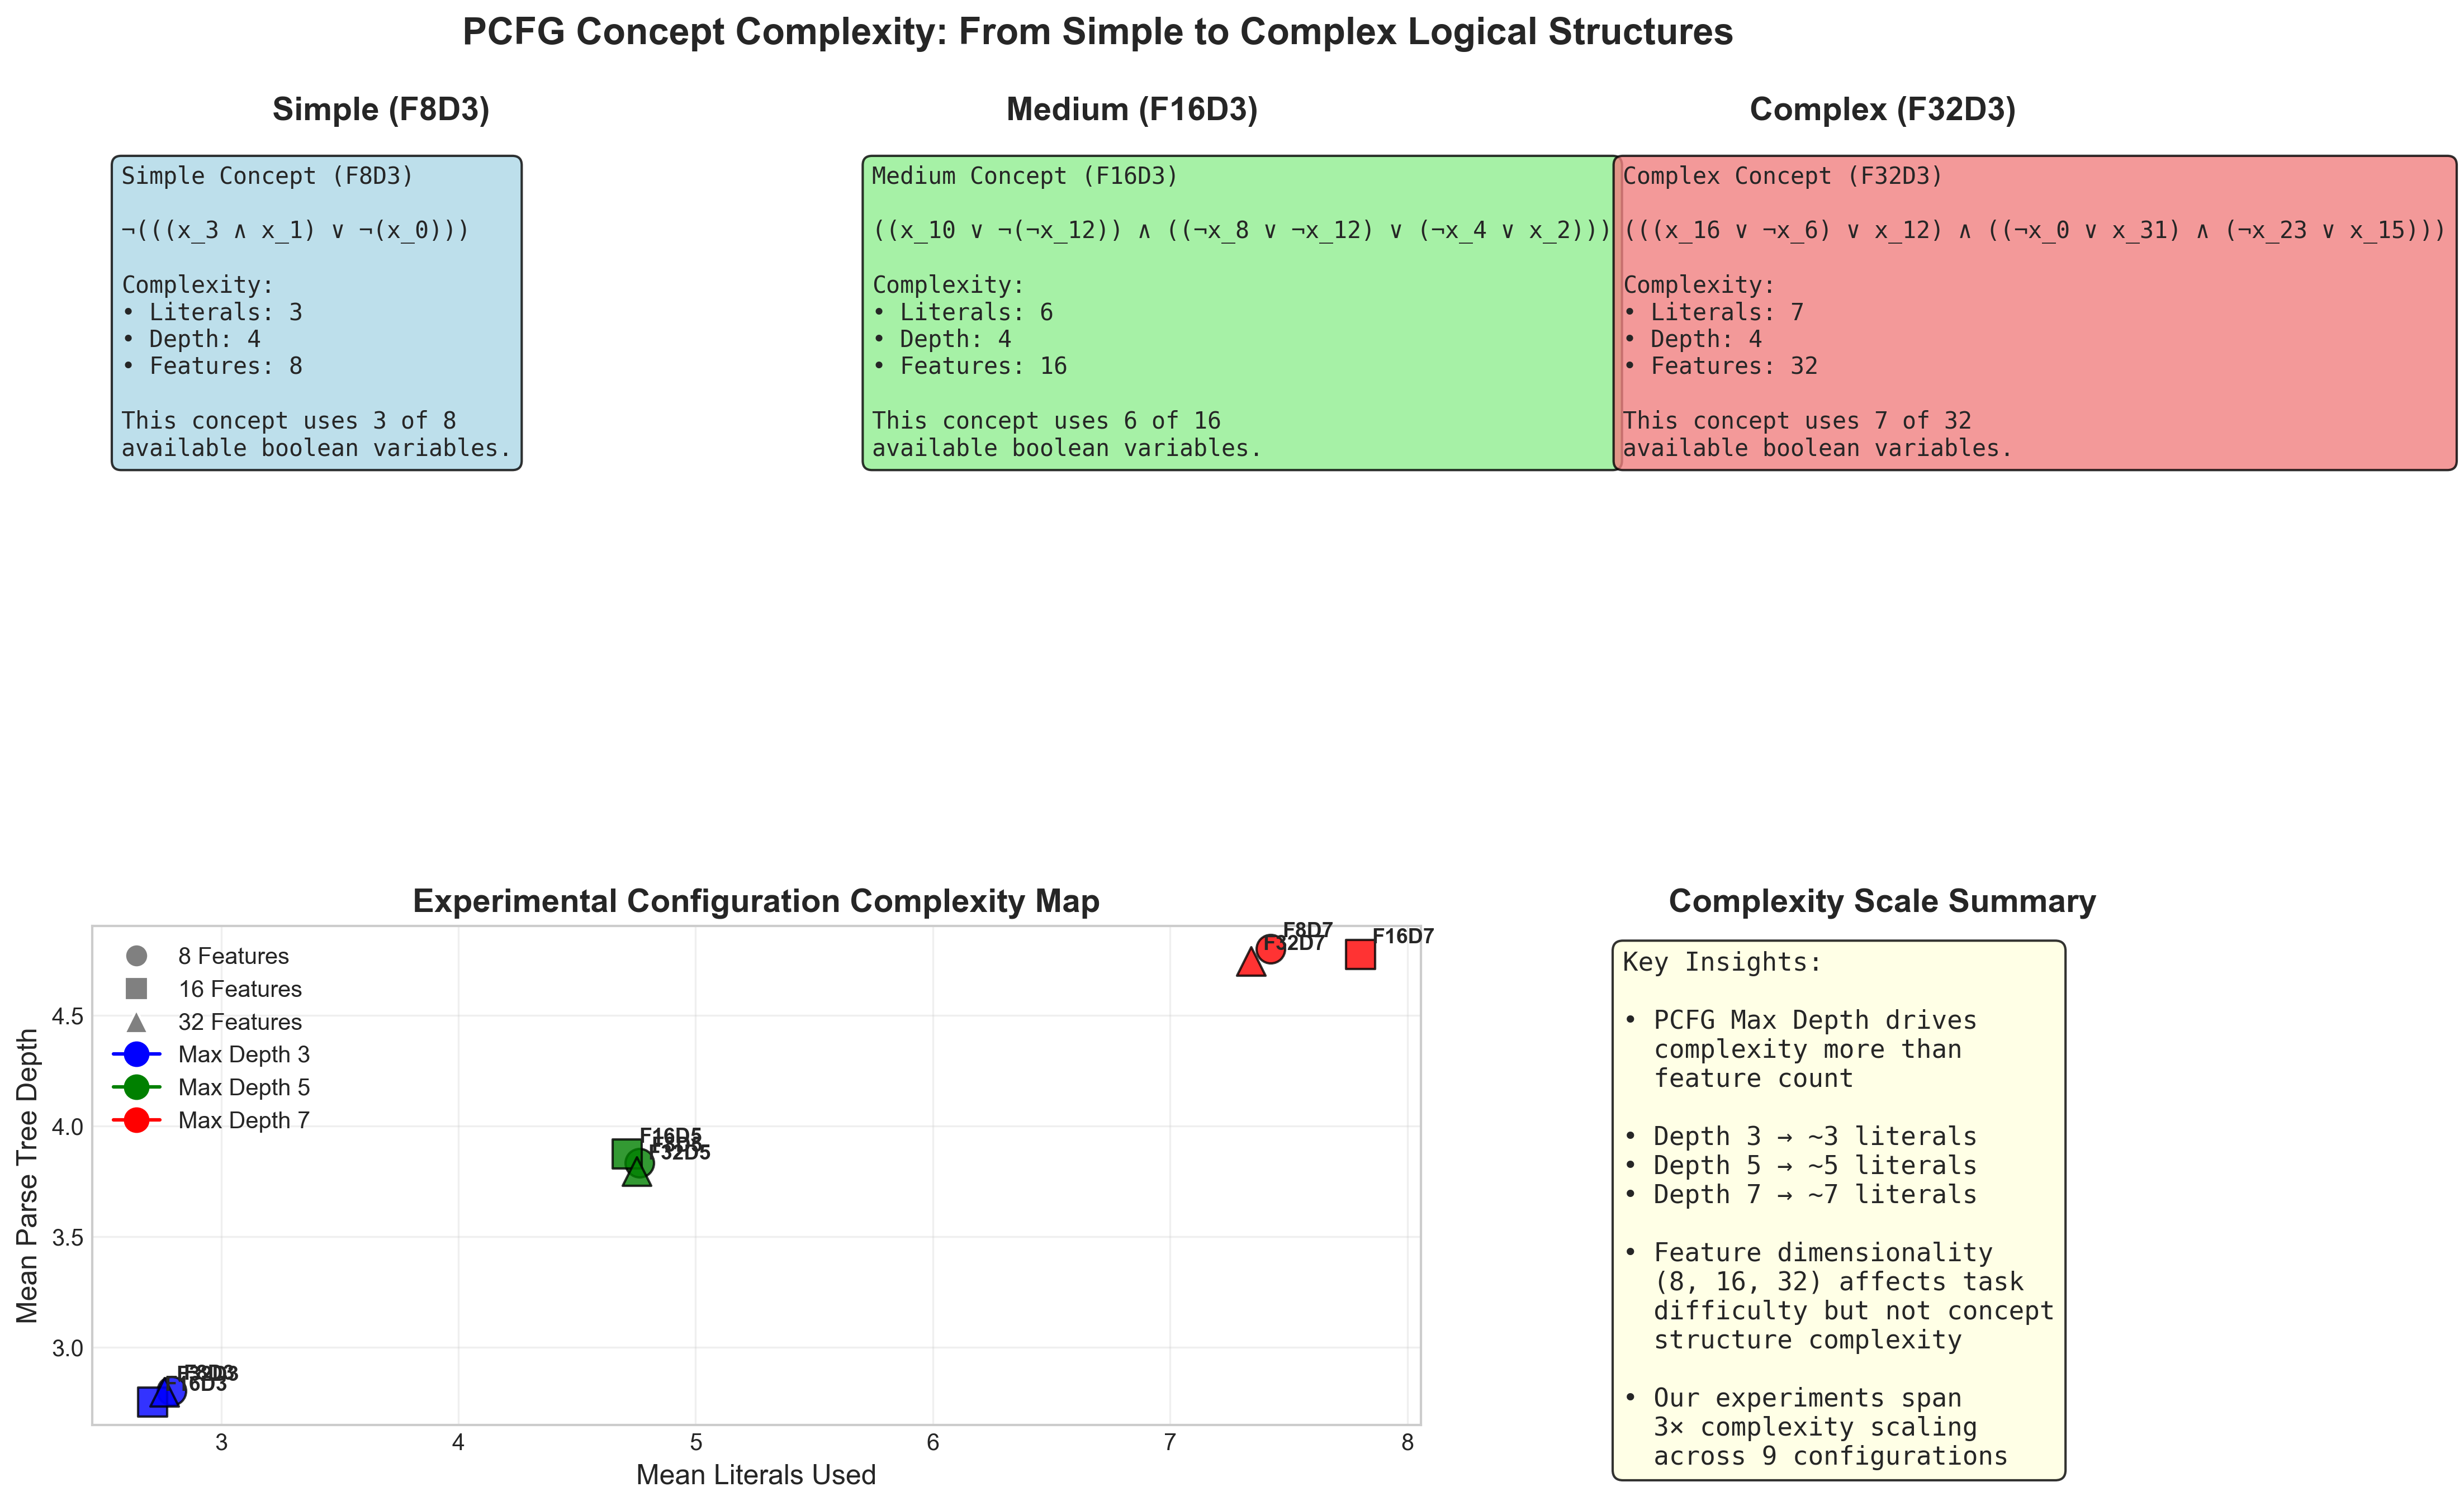 PCFG Concept Complexity: From Simple to Complex Logical Structures
Simple (F8D3)
Simple Concept (F8D3)
¬(((x_3 ∧ x_1) ∨ ¬(x_0)))
Complexity:
• Literals: 3
• Depth: 4
• Features: 8
This concept uses 3 of 8
available boolean variables.
Medium (F16D3)
Medium Concept (F16D3)
((x_10 ∨ ¬(¬x_12)) ∧ ((¬x_8 ∨ ¬x_12) ∨ (¬x_4 ∨ x_2)))
Complexity:
• Literals: 6
• Depth: 4
• Features: 16
This concept uses 6 of 16
available boolean variables.
Complex (F32D3)
Complex Concept (F32D3)
(((x_16 ∨ ¬x_6) ∨ x_12) ∧ ((¬x_0 ∨ x_31) ∧ (¬x_23 ∨ x_15)))
Complexity:
• Literals: 7
• Depth: 4
• Features: 32
This concept uses 7 of 32
available boolean variables.
Experimental Configuration Complexity Map
8 Features
16 Features
32 Features
Max Depth 3
Max Depth 5
Max Depth 7
F8D7
F32D7
F16D7
F16D5
F8D5
F32D5
F8D3
F32D3
F16D3
4.5
4.0
3.5
3.0
Mean Parse Tree Depth
3
4
5
6
7
8
Mean Literals Used
Complexity Scale Summary
Key Insights:
• PCFG Max Depth drives
complexity more than
feature count
• Depth 3 → ~3 literals
• Depth 5 → ~5 literals
• Depth 7 → ~7 literals
• Feature dimensionality
(8, 16, 32) affects task
difficulty but not concept
structure complexity
• Our experiments span
3× complexity scaling
across 9 configurations